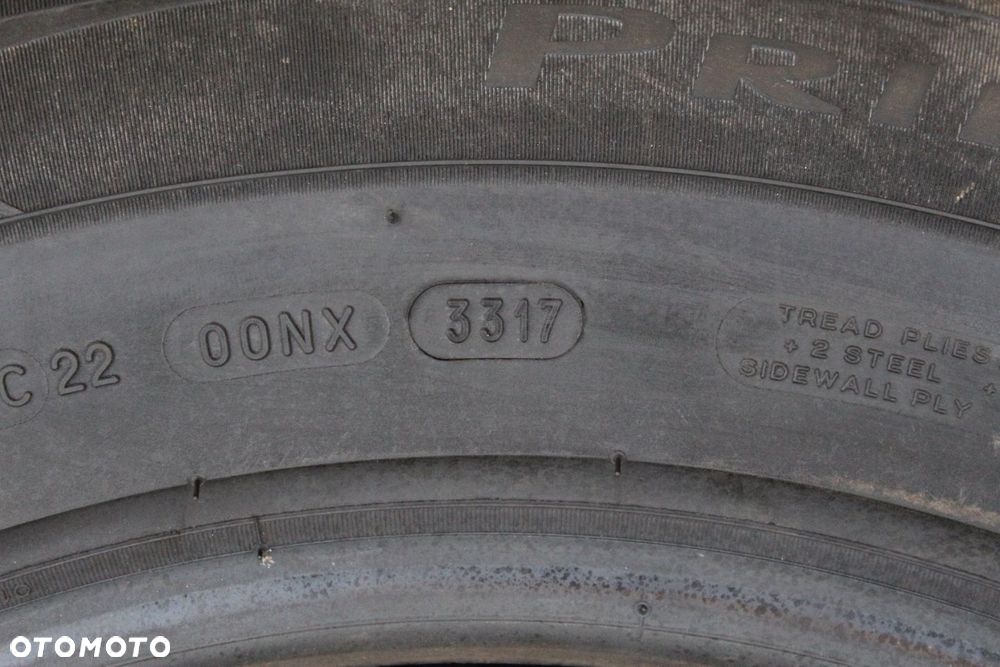 PRI
C 22 00NX 3317
TREAD PLIES
+ 2 STEEL +
SIDEWALL PLY
OTOMOTO